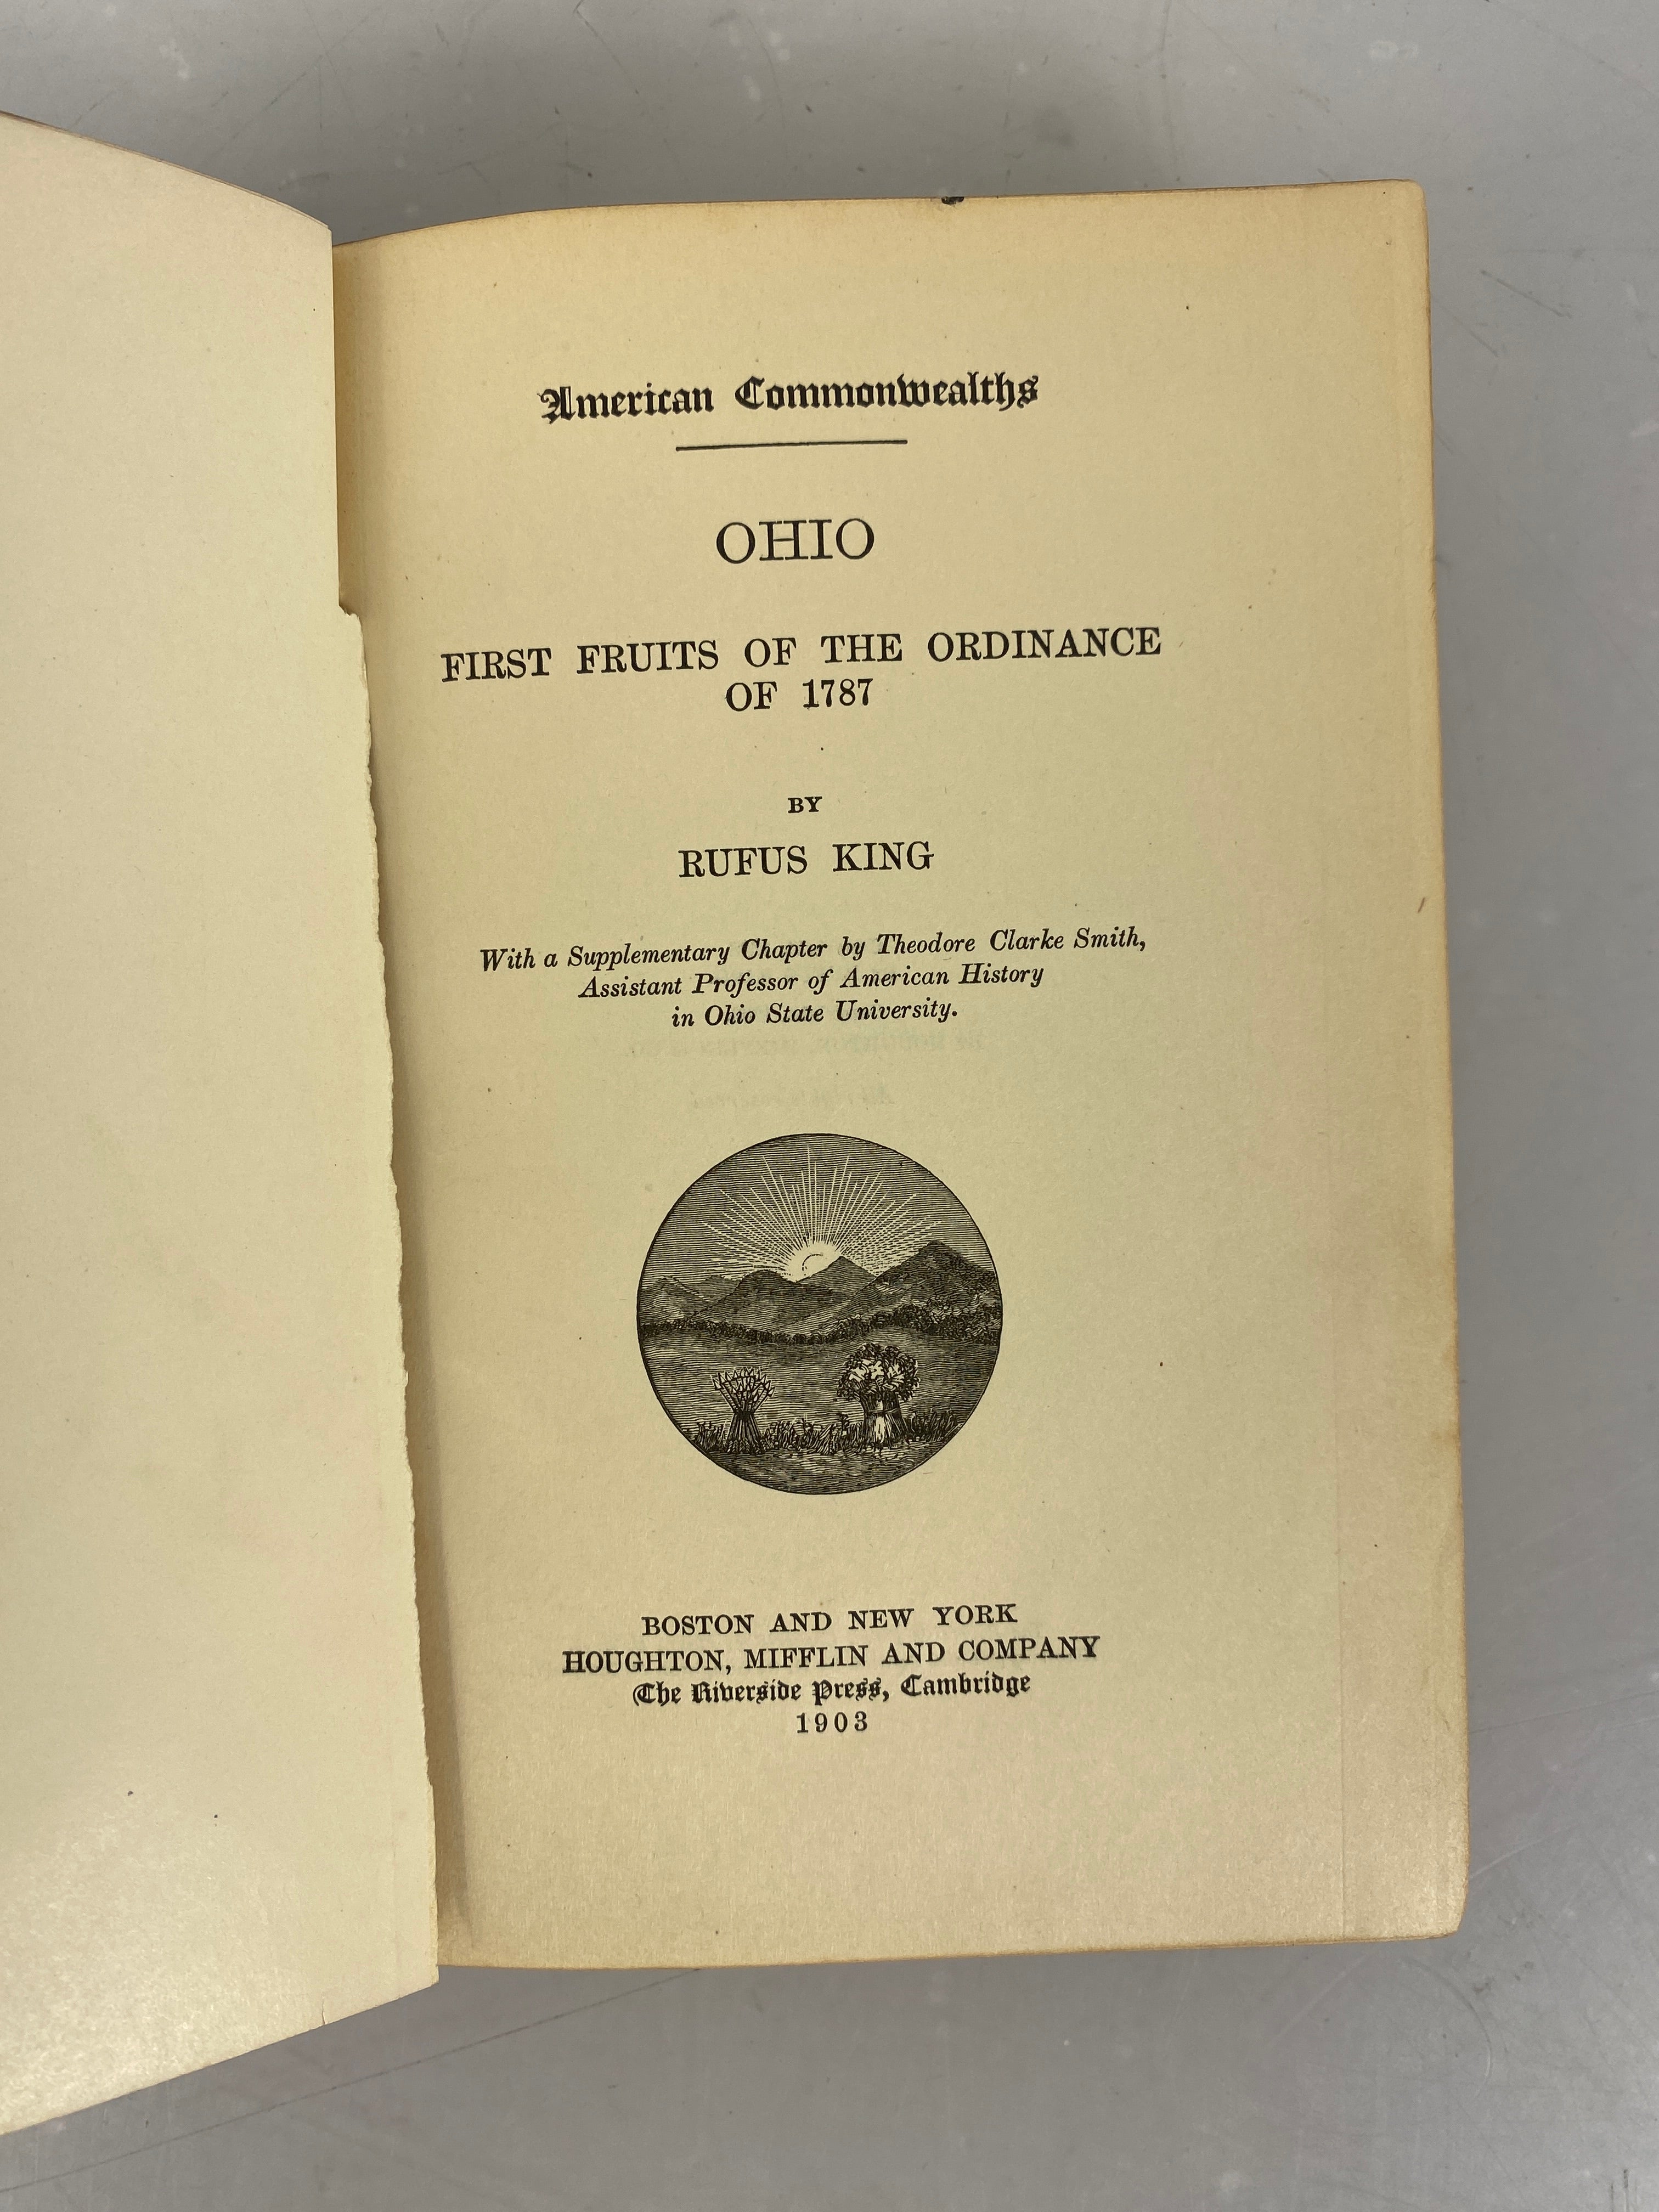 American Commonwealths
OHIO
FIRST FRUITS OF THE ORDINANCE
OF 1787
BY
RUFUS KING
With a Supplementary Chapter by Theodore Clarke Smith,
Assistant Professor of American History
in Ohio State University.
BOSTON AND NEW YORK
HOUGHTON, MIFFLIN AND COMPANY
The Riverside Press, Cambridge
1903